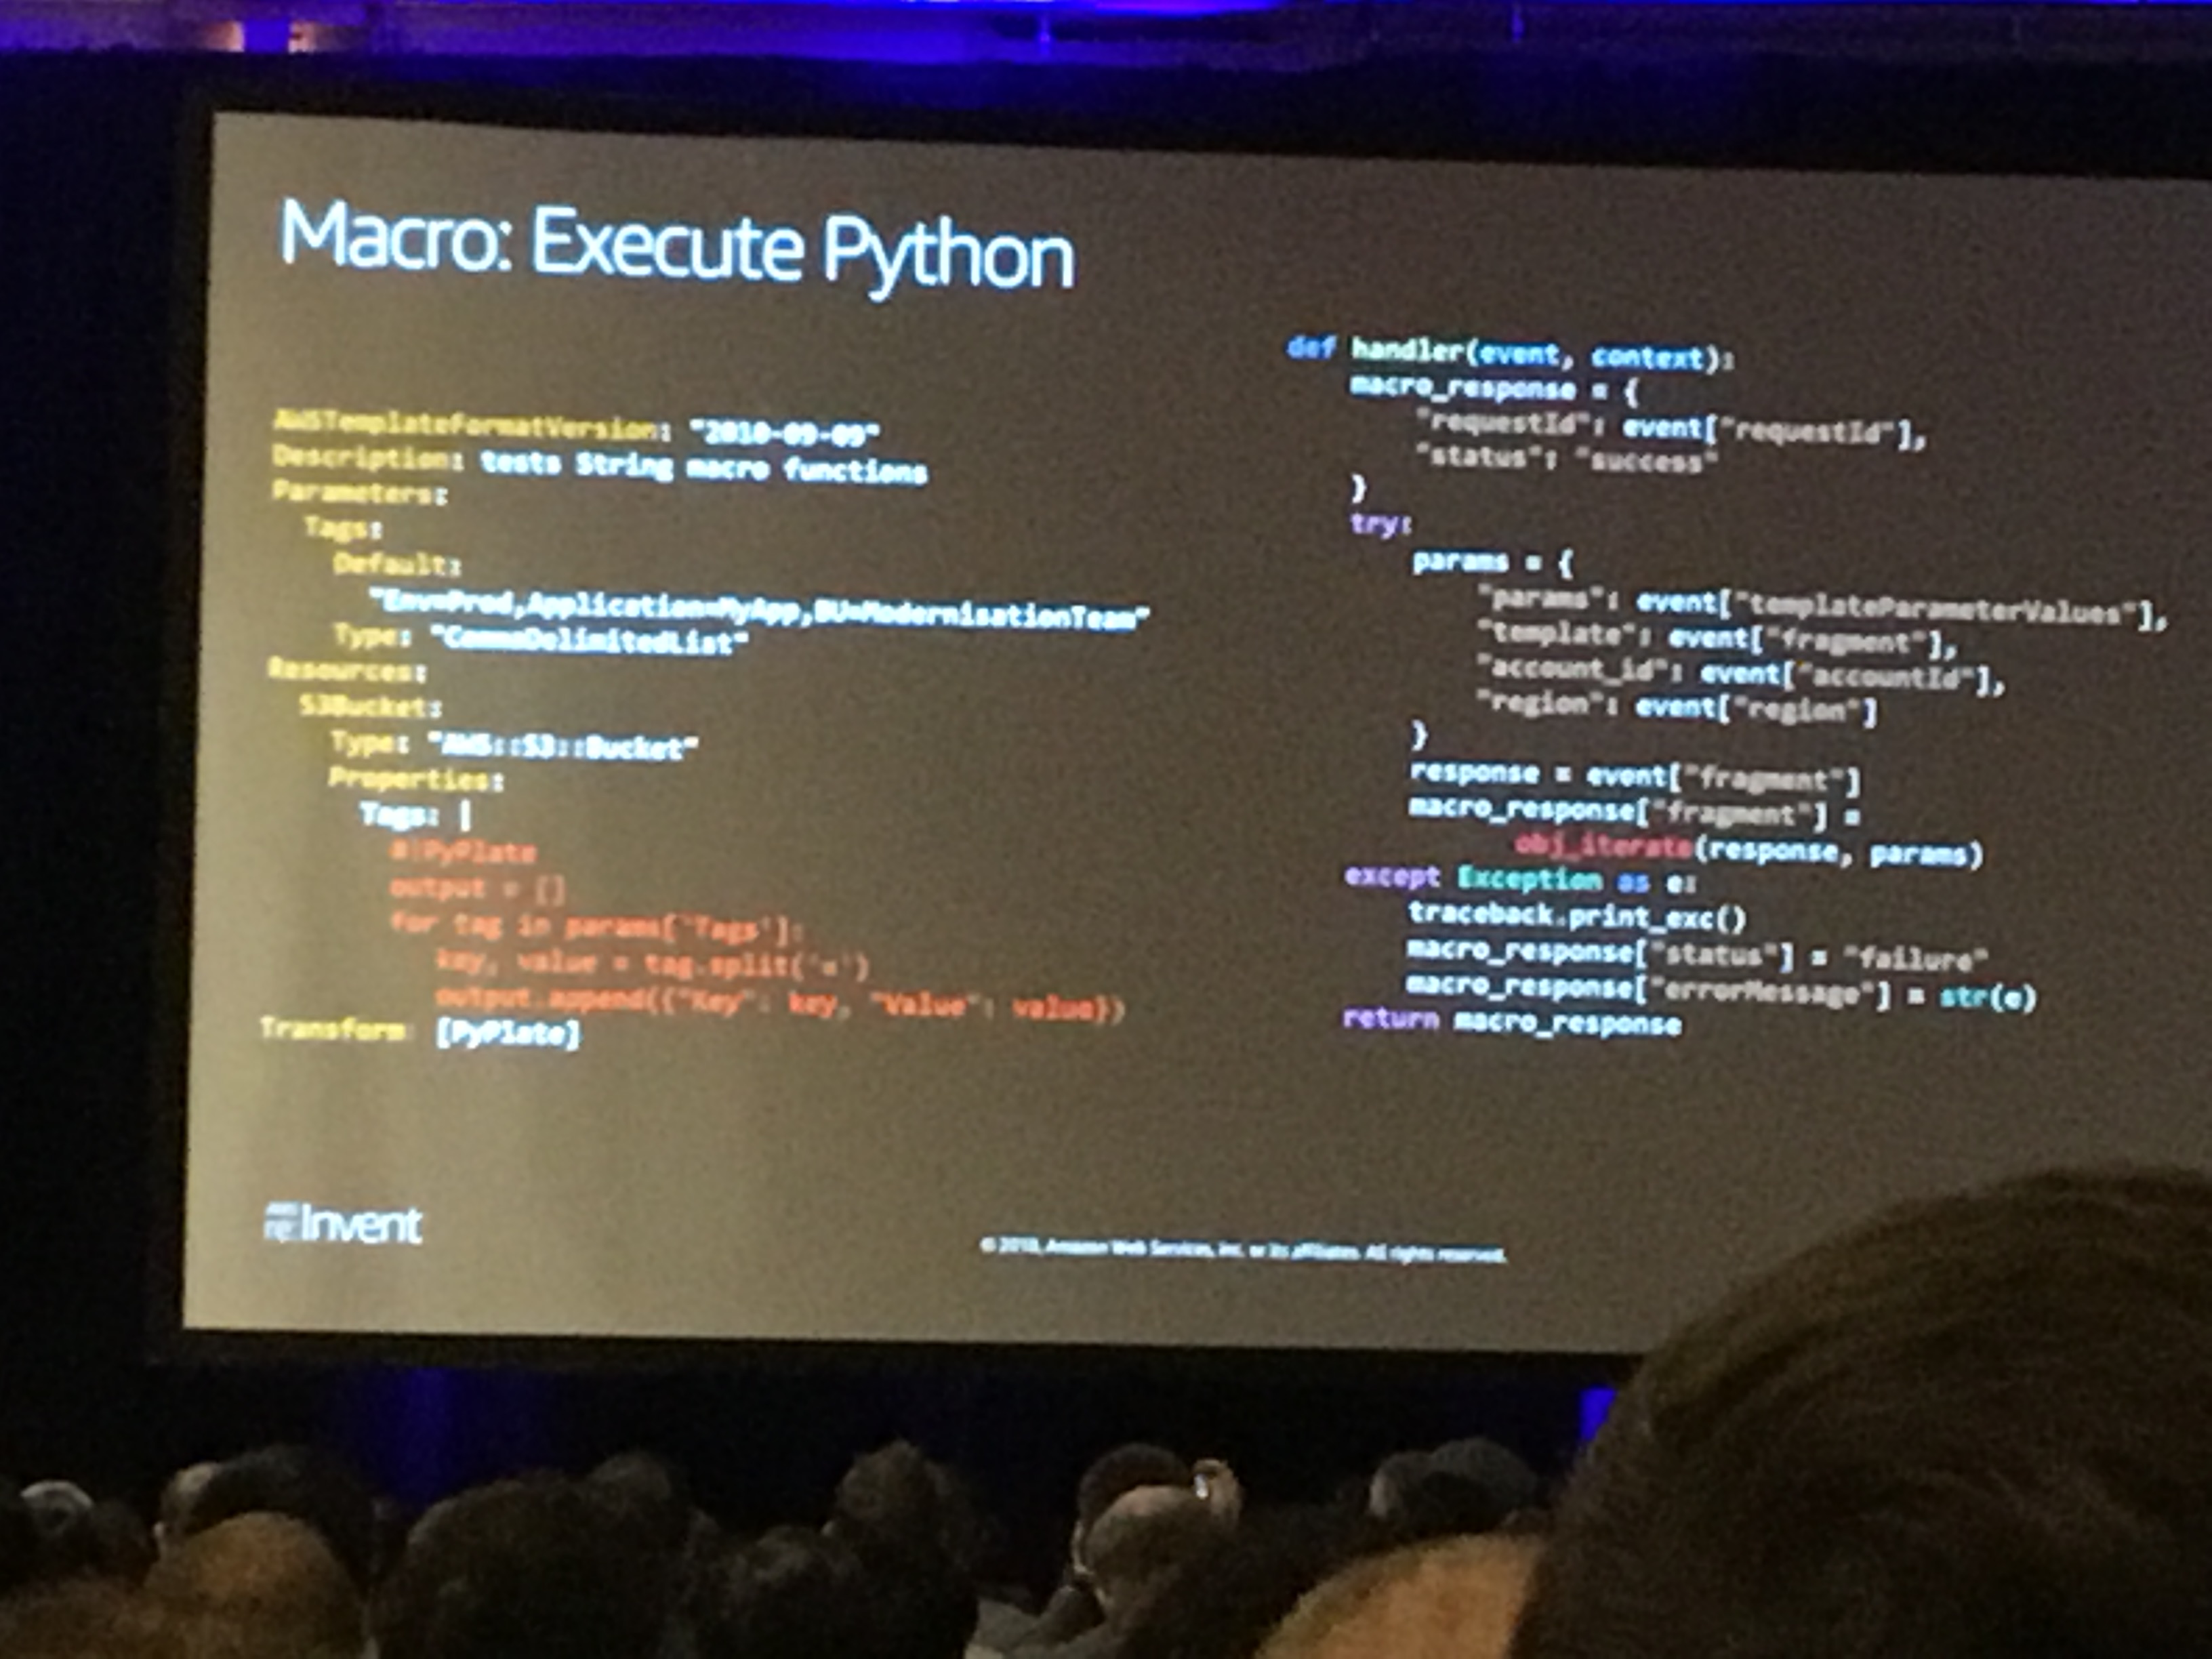 Macro: Execute Python
AWSTemplateFormatVersion: "2010-09-09"
Description: tests String macro functions
Parameters:
  Tags:
    Default:
      "Env=Prod,Application=MyApp,BU=ModernisationTeam"
    Type: "CommaDelimitedList"
Resources:
  S3Bucket:
    Type: "AWS::S3::Bucket"
    Properties:
      Tags: |
        #!PyPlate
        output = []
        for tag in params['Tags']:
           key, value = tag.split('=')
           output.append({"Key": key, "Value": value})
Transform: [PyPlate]
def handler(event, context):
    macro_response = {
        "requestId": event["requestId"],
        "status": "success"
    }
    try:
        params = {
            "params": event["templateParameterValues"],
            "template": event["fragment"],
            "account_id": event["accountId"],
            "region": event["region"]
        }
        response = event["fragment"]
        macro_response["fragment"] =
              obj_iterate(response, params)
    except Exception as e:
        traceback.print_exc()
        macro_response["status"] = "failure"
        macro_response["errorMessage"] = str(e)
    return macro_response
aws
re:Invent
© 2018, Amazon Web Services, Inc. or its affiliates. All rights reserved.